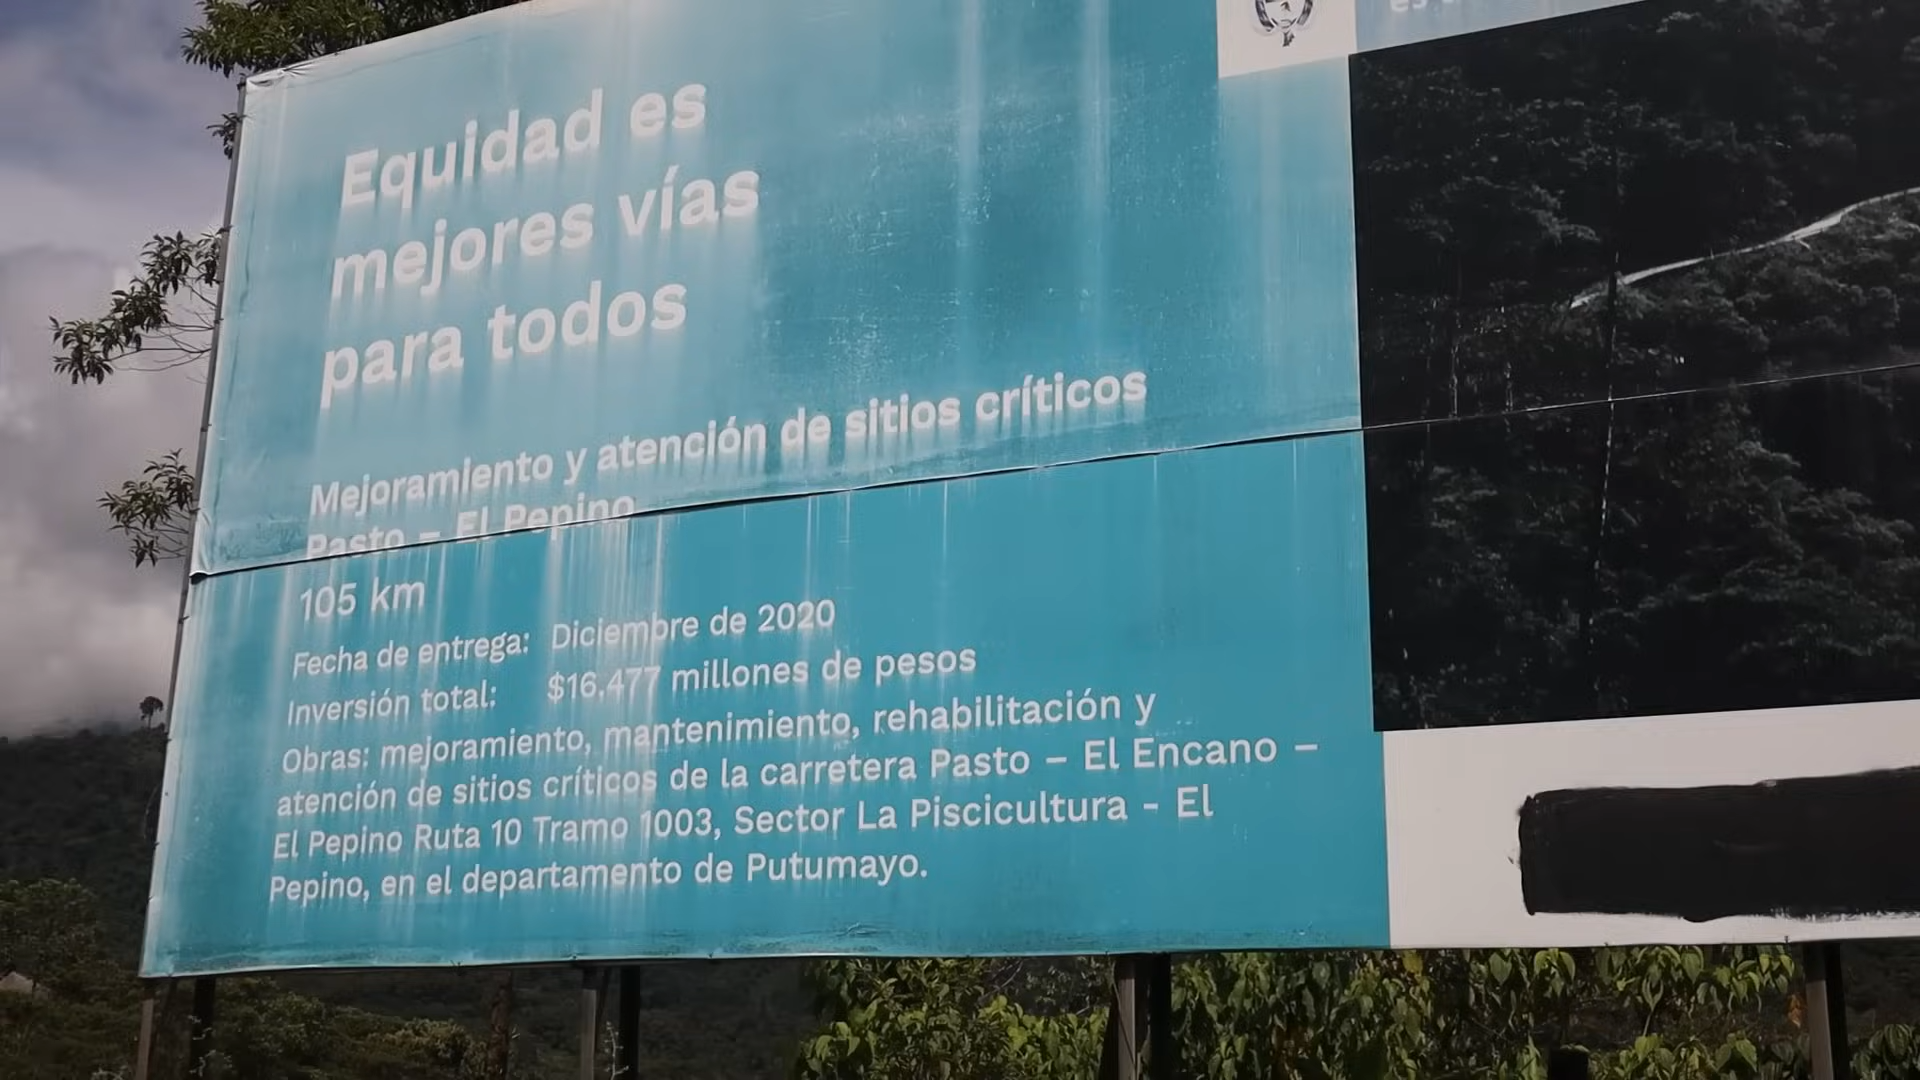 Equidad es
mejores vías
para todos
Mejoramiento y atención de sitios críticos
Pasto – El Pepino
105 km
Fecha de entrega: Diciembre de 2020
Inversión total: $16.477 millones de pesos
Obras: mejoramiento, mantenimiento, rehabilitación y
atención de sitios críticos de la carretera Pasto – El Encano –
El Pepino Ruta 10 Tramo 1003, Sector La Piscicultura - El
Pepino, en el departamento de Putumayo.